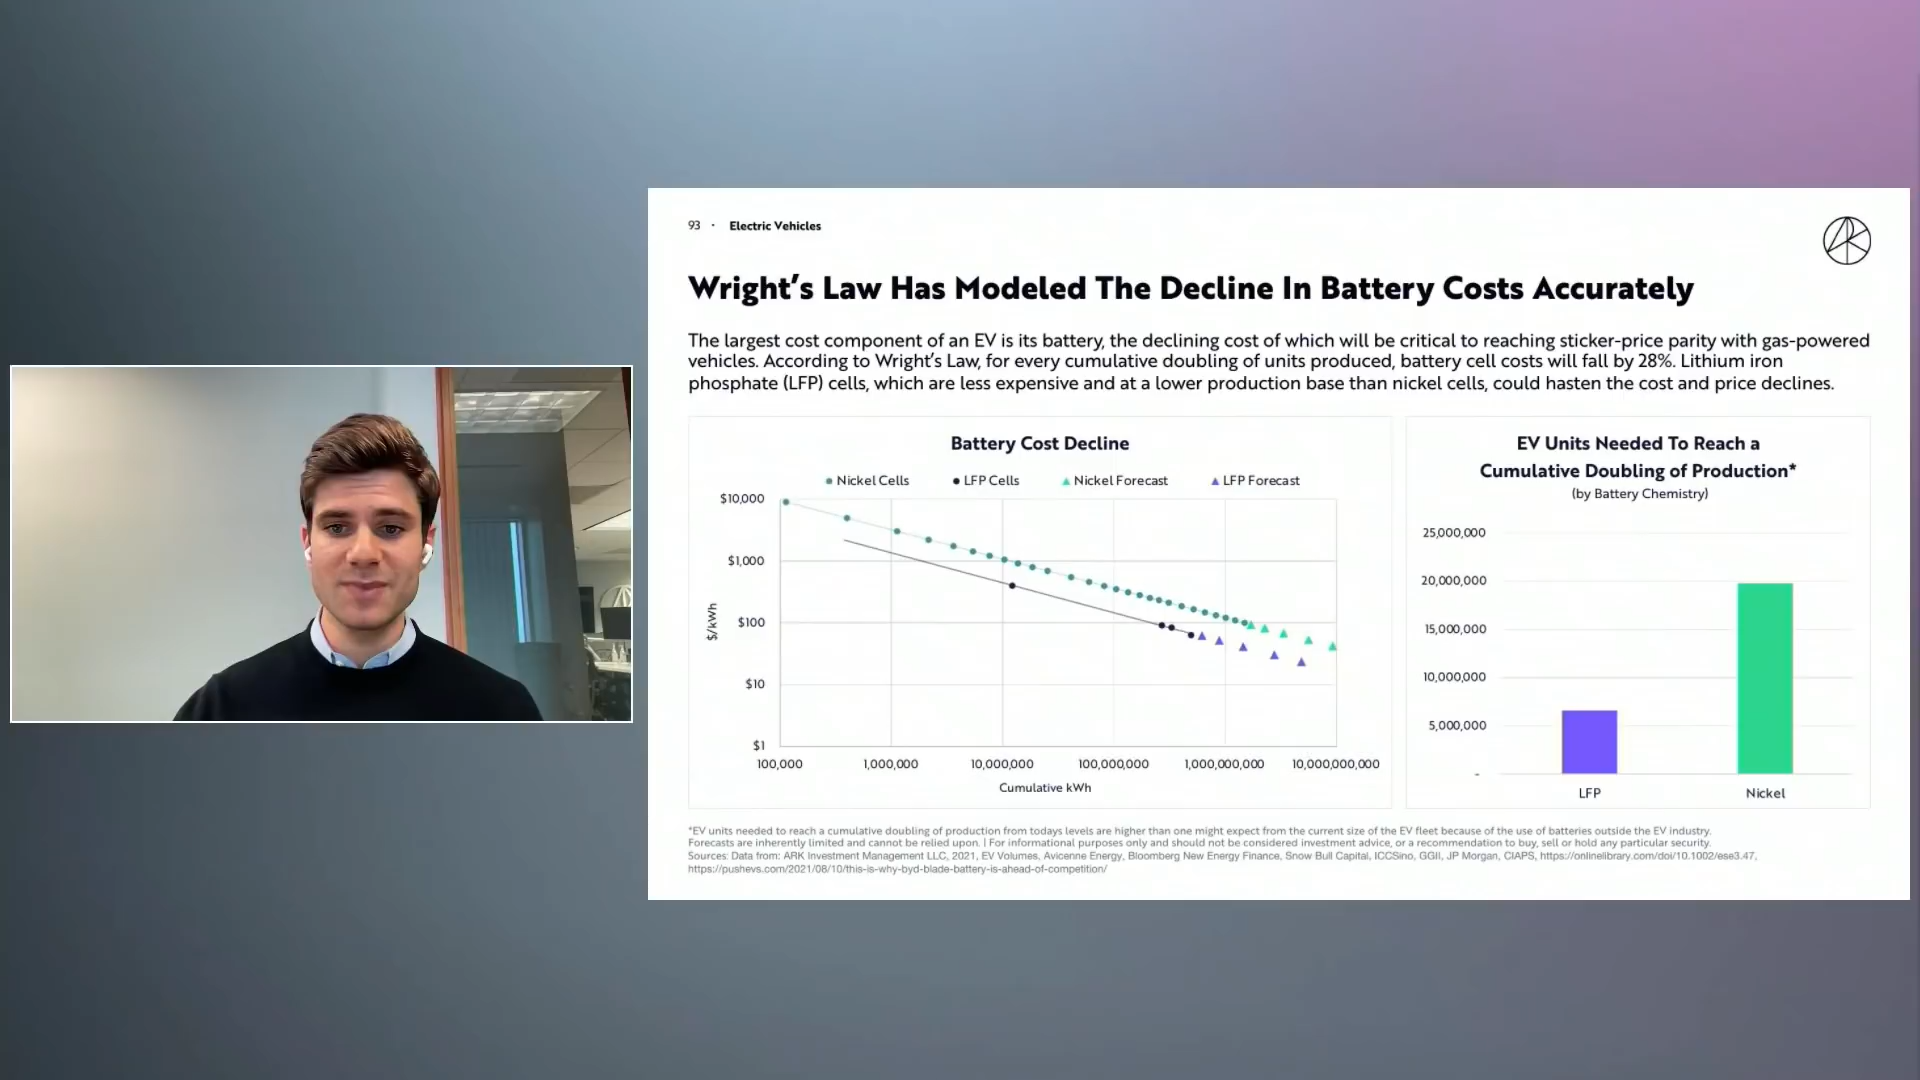 93 · Electric Vehicles
Wright's Law Has Modeled The Decline In Battery Costs Accurately
The largest cost component of an EV is its battery, the declining cost of which will be critical to reaching sticker-price parity with gas-powered
vehicles. According to Wright's Law, for every cumulative doubling of units produced, battery cell costs will fall by 28%. Lithium iron
phosphate (LFP) cells, which are less expensive and at a lower production base than nickel cells, could hasten the cost and price declines.
Battery Cost Decline
Nickel Cells LFP Cells Nickel Forecast LFP Forecast
$10,000
$1,000
$100
$10
$1
$/kWh
100,000 1,000,000 10,000,000 100,000,000 1,000,000,000 10,000,000,000
Cumulative kWh
EV Units Needed To Reach a
Cumulative Doubling of Production*
(by Battery Chemistry)
25,000,000
20,000,000
15,000,000
10,000,000
5,000,000
-
LFP Nickel
*EV units needed to reach a cumulative doubling of production from todays levels are higher than one might expect from the current size of the EV fleet because of the use of batteries outside the EV industry.
Forecasts are inherently limited and cannot be relied upon. | For informational purposes only and should not be considered investment advice, or a recommendation to buy, sell or hold any particular security.
Sources: Data from: ARK Investment Management LLC, 2021, EV Volumes, Avicenne Energy, Bloomberg New Energy Finance, Snow Bull Capital, ICCSino, GGII, JP Morgan, CIAPS, https://onlinelibrary.com/doi/10.1002/ese3.47,
https://pushevs.com/2021/08/10/this-is-why-byd-blade-battery-is-ahead-of-competition/